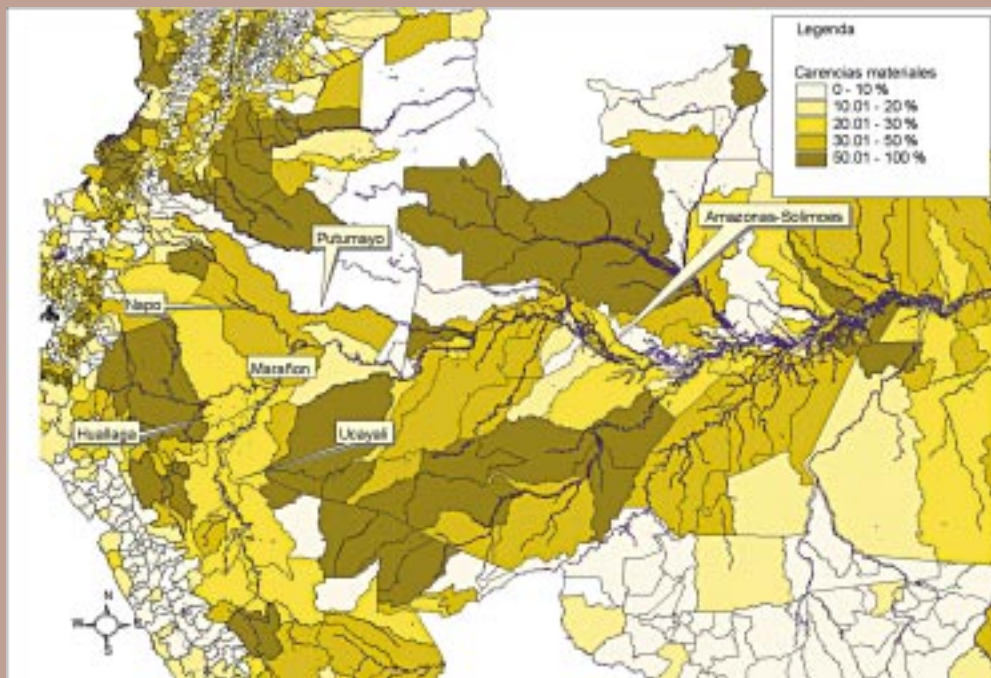 Legenda
Carencias materiales
0 - 10 %
10.01 - 20 %
20.01 - 30 %
30.01 - 50 %
50.01 - 100 %
Amazonas-Solimoes
Putumayo
Napo
Marañon
Huallaga
Ucayali
N
W E
S